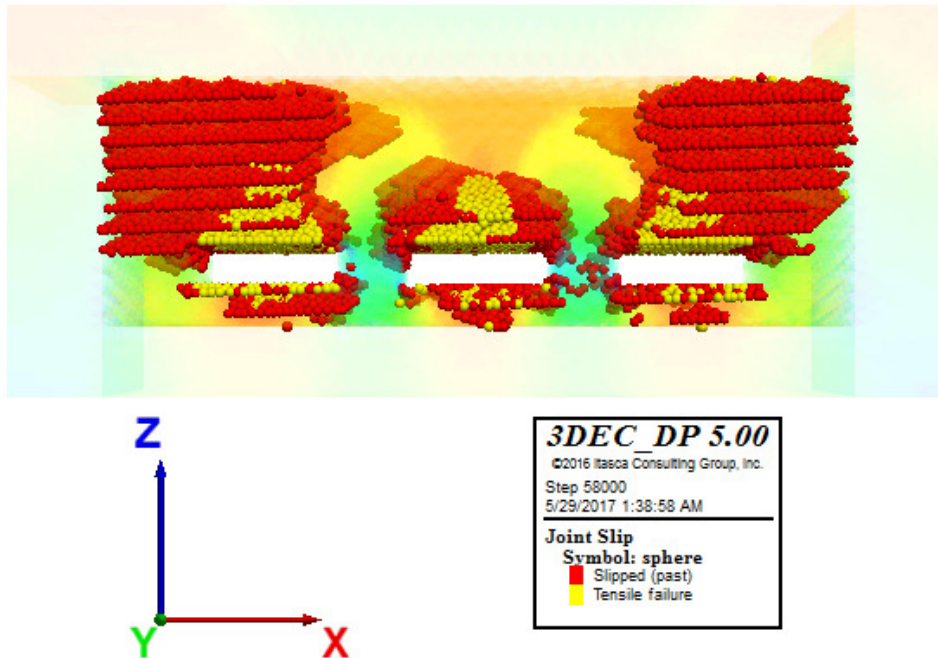 Z
Y
X
3DEC_DP 5.00
©2016 Itasca Consulting Group, Inc.
Step 58000
5/29/2017 1:38:58 AM
Joint Slip
Symbol: sphere
Slipped (past)
Tensile failure